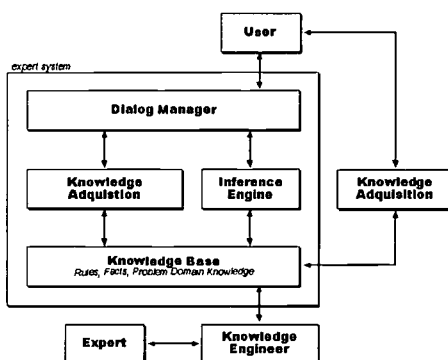 User
expert system
Dialog Manager
Knowledge
Adquistion
Inference
Engine
Knowledge
Adquisition
Knowledge Base
Rules, Facts, Problem Domain Knowledge
Expert
Knowledge
Engineer